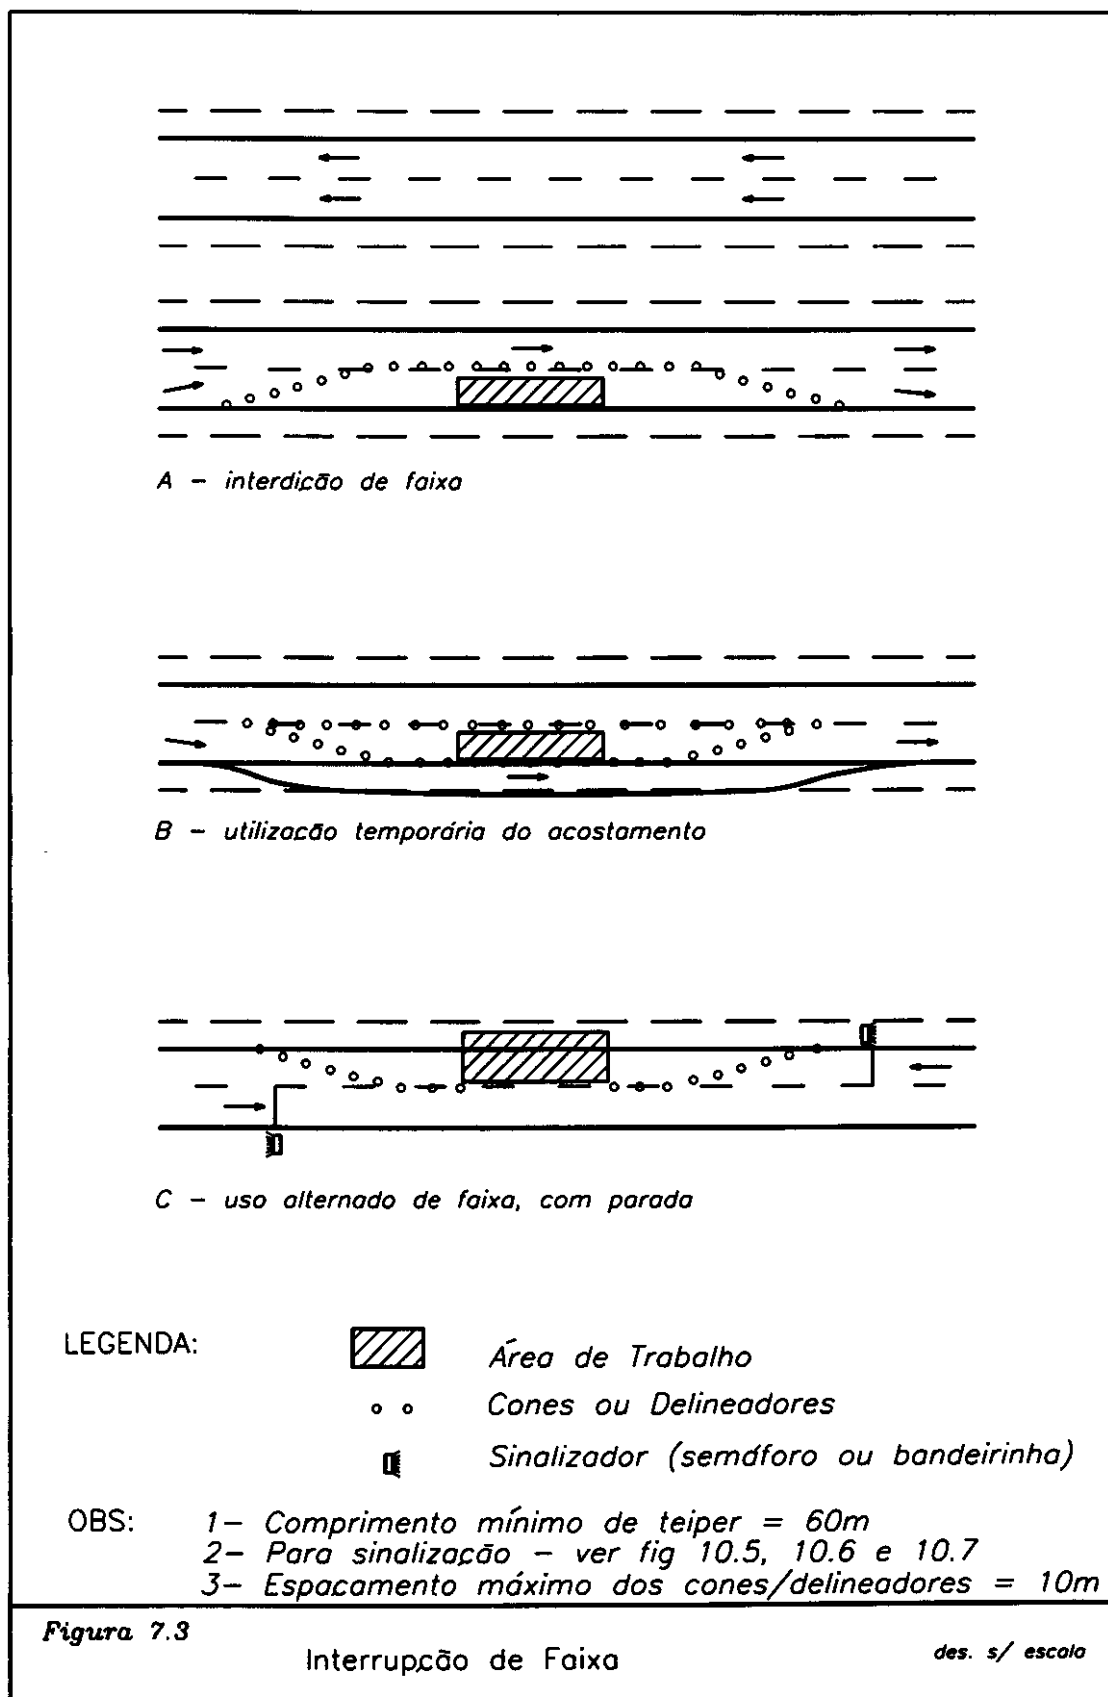 A - interdição de faixa
B - utilização temporária do acostamento
C - uso alternado de faixa, com parada
LEGENDA:
Área de Trabalho
Cones ou Delineadores
Sinalizador (semáforo ou bandeirinha)
OBS: 1- Comprimento mínimo de teiper = 60m
2- Para sinalização - ver fig 10.5, 10.6 e 10.7
3- Espaçamento máximo dos cones/delineadores = 10m
Figura 7.3
Interrupção de Faixa
des. s/ escala